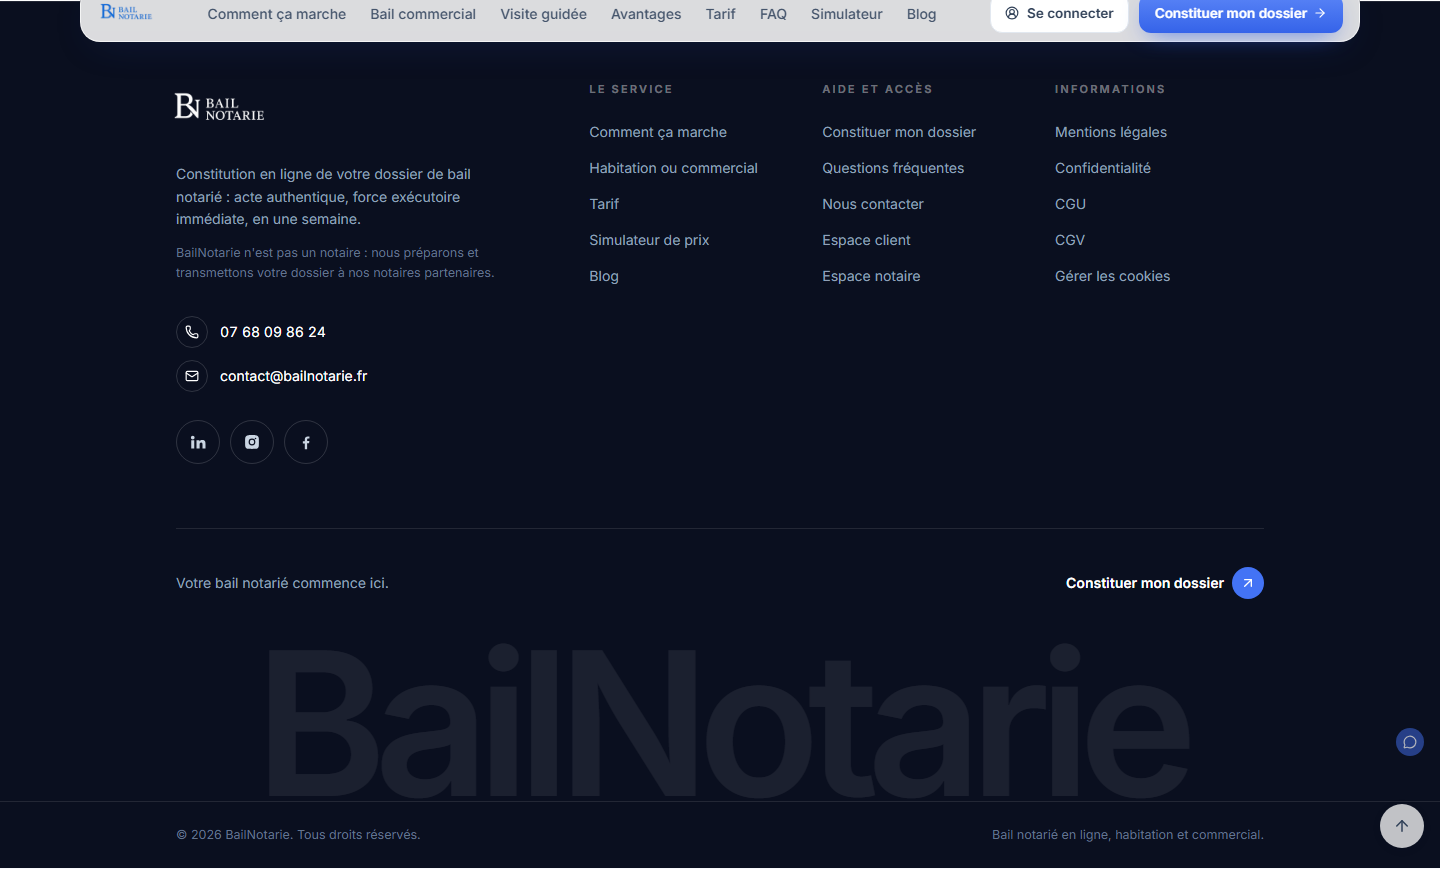 BAIL
NOTARIE
Comment ça marche
Bail commercial
Visite guidée
Avantages
Tarif
FAQ
Simulateur
Blog
Se connecter
Constituer mon dossier
BAIL
NOTARIE
Constitution en ligne de votre dossier de bail
notarié : acte authentique, force exécutoire
immédiate, en une semaine.
BailNotarie n'est pas un notaire : nous préparons et
transmettons votre dossier à nos notaires partenaires.
07 68 09 86 24
contact@bailnotarie.fr
LE SERVICE
Comment ça marche
Habitation ou commercial
Tarif
Simulateur de prix
Blog
AIDE ET ACCÈS
Constituer mon dossier
Questions fréquentes
Nous contacter
Espace client
Espace notaire
INFORMATIONS
Mentions légales
Confidentialité
CGU
CGV
Gérer les cookies
Votre bail notarié commence ici.
Constituer mon dossier
BailNotarie
© 2026 BailNotarie. Tous droits réservés.
Bail notarié en ligne, habitation et commercial.